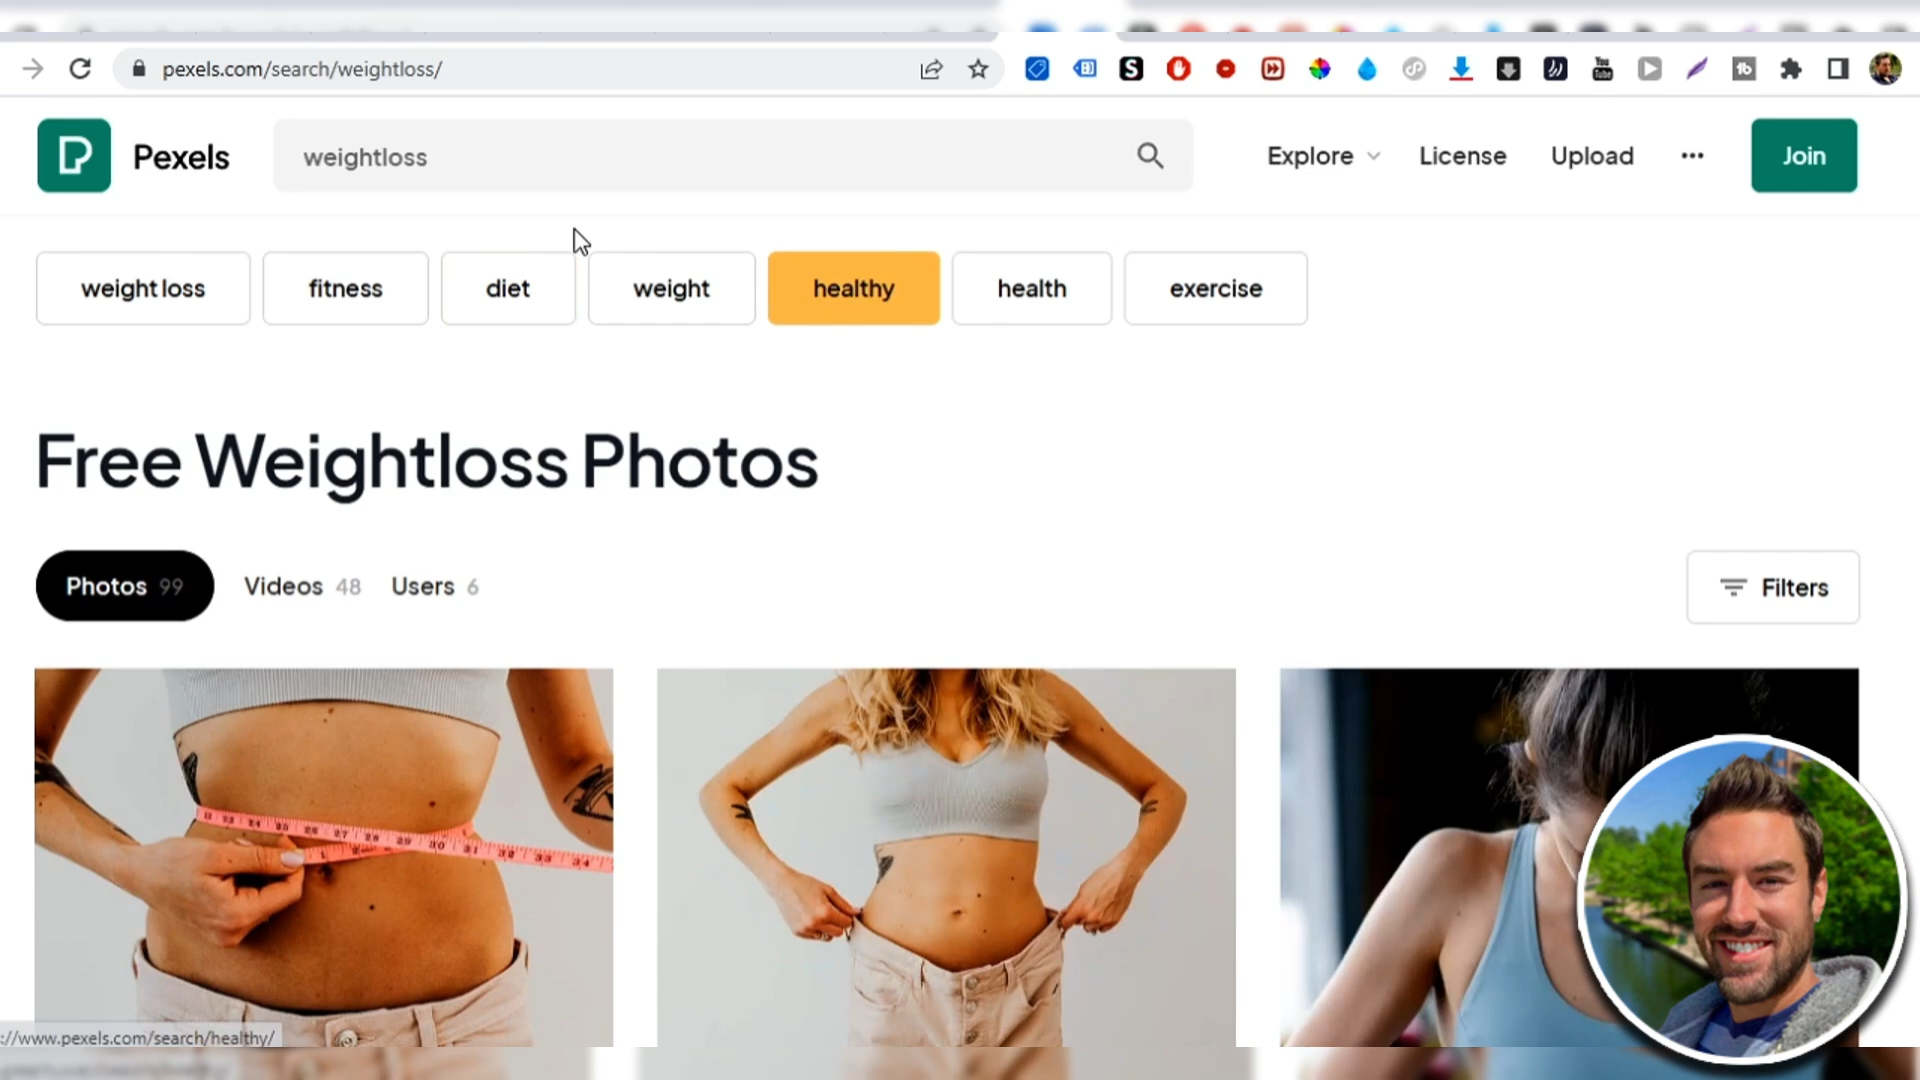 pexels.com/search/weightloss/
Pexels
weightloss
Explore
License
Upload
Join
weight loss
fitness
diet
weight
healthy
health
exercise
Free Weightloss Photos
Photos 99
Videos 48
Users 6
Filters
://www.pexels.com/search/healthy/